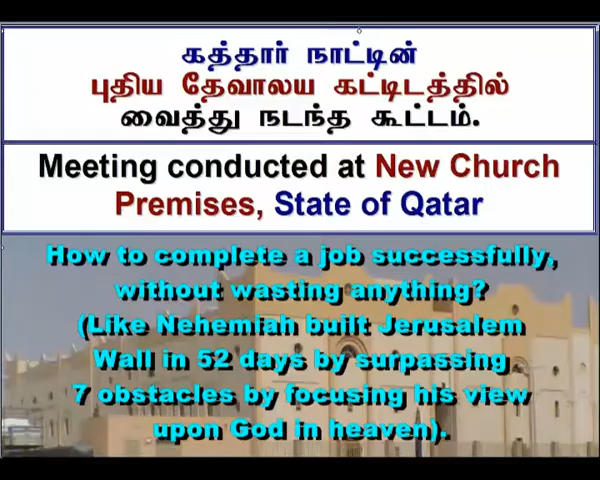 கத்தார் நாட்டின்
புதிய தேவாலய கட்டிடத்தில்
வைத்து நடந்த கூட்டம்.
Meeting conducted at New Church
Premises, State of Qatar
How to complete a job successfully,
without wasting anything?
(Like Nehemiah built Jerusalem
Wall in 52 days by surpassing
7 obstacles by focusing his view
upon God in heaven).